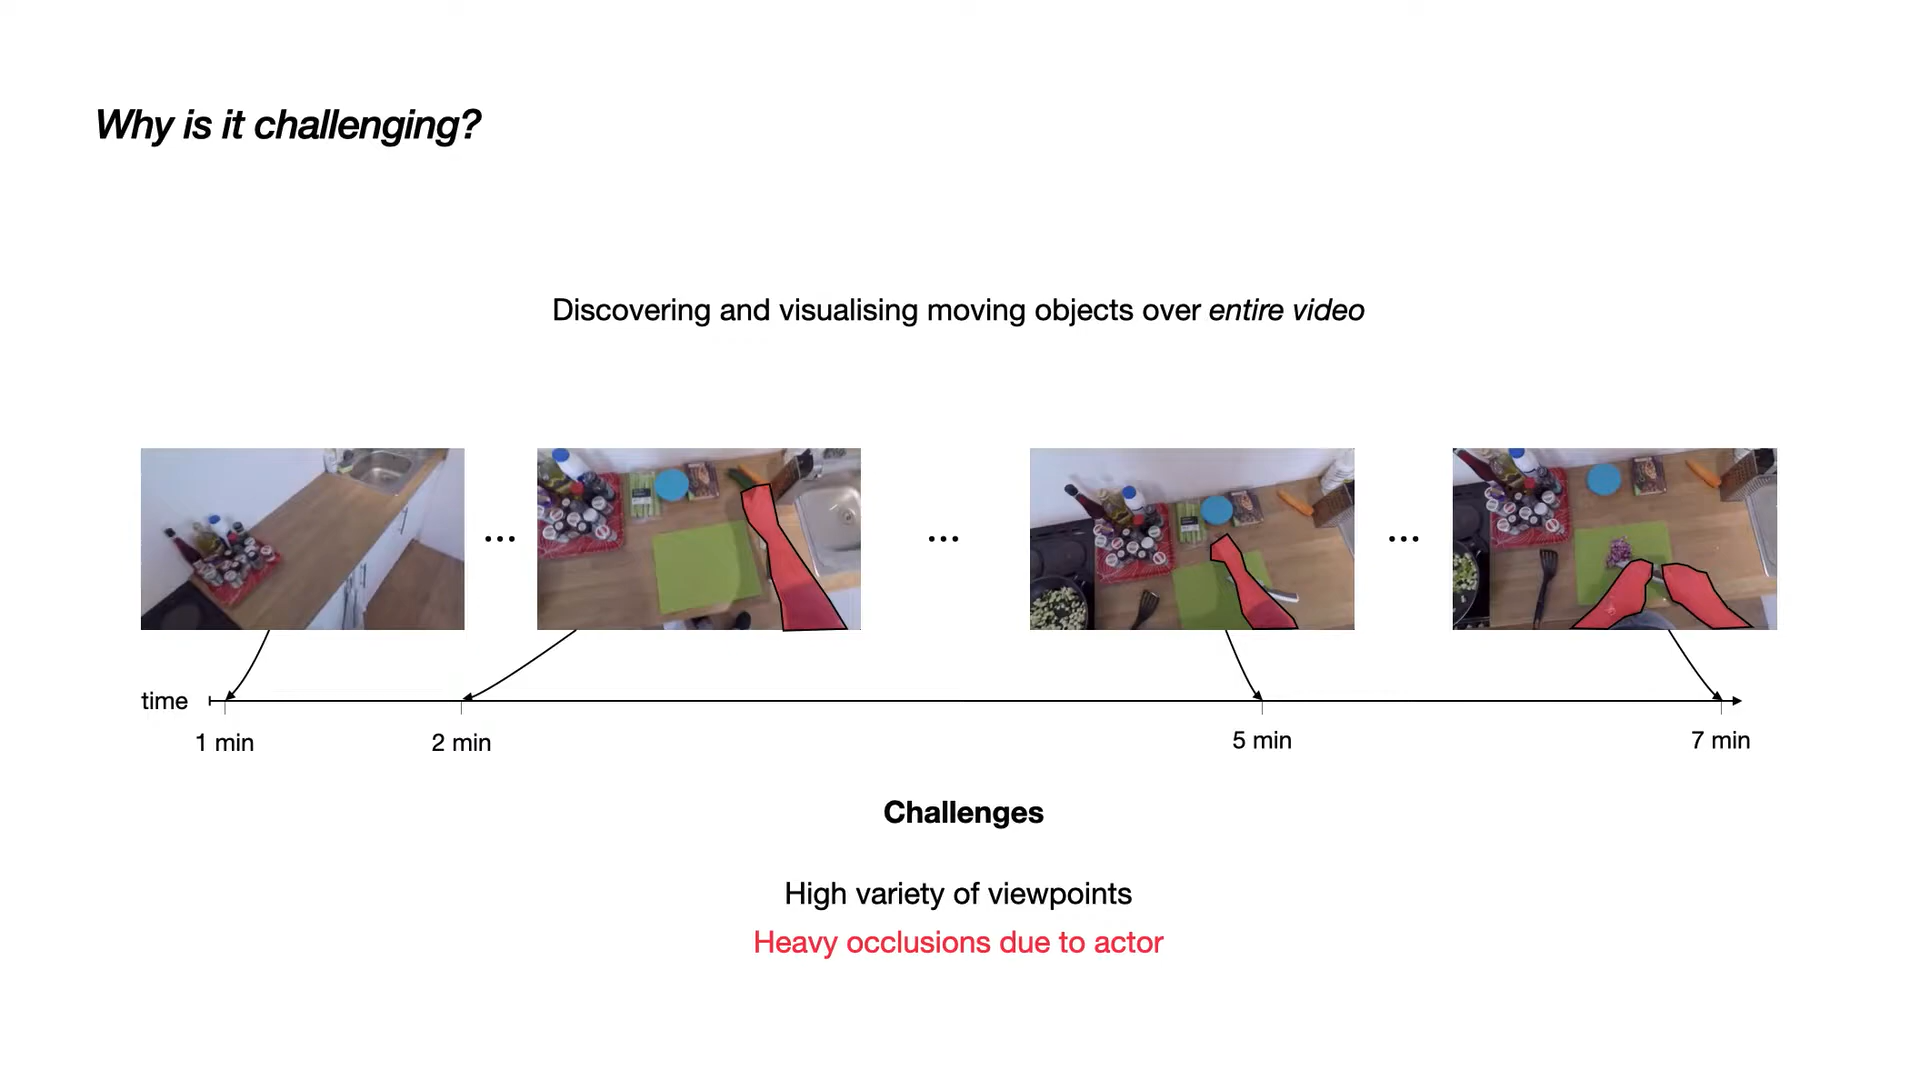 Why is it challenging?
Discovering and visualising moving objects over entire video
... ... ...
time
1 min 2 min 5 min 7 min
Challenges
High variety of viewpoints
Heavy occlusions due to actor